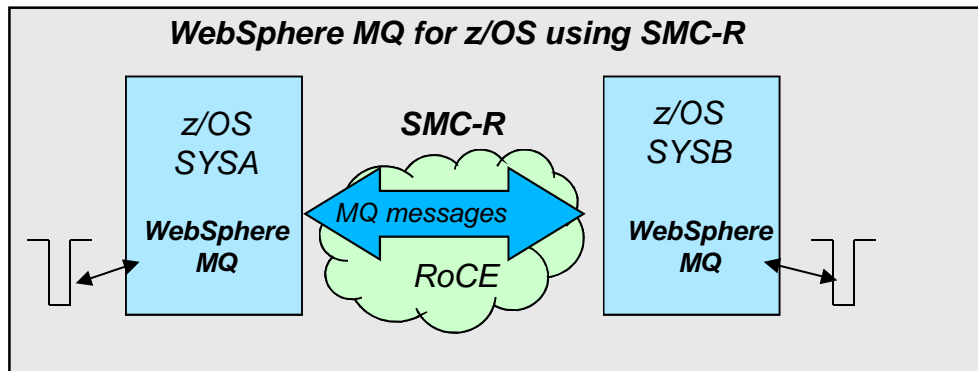 WebSphere MQ for z/OS using SMC-R
z/OS
SYSA
WebSphere
MQ
SMC-R
MQ messages
RoCE
z/OS
SYSB
WebSphere
MQ